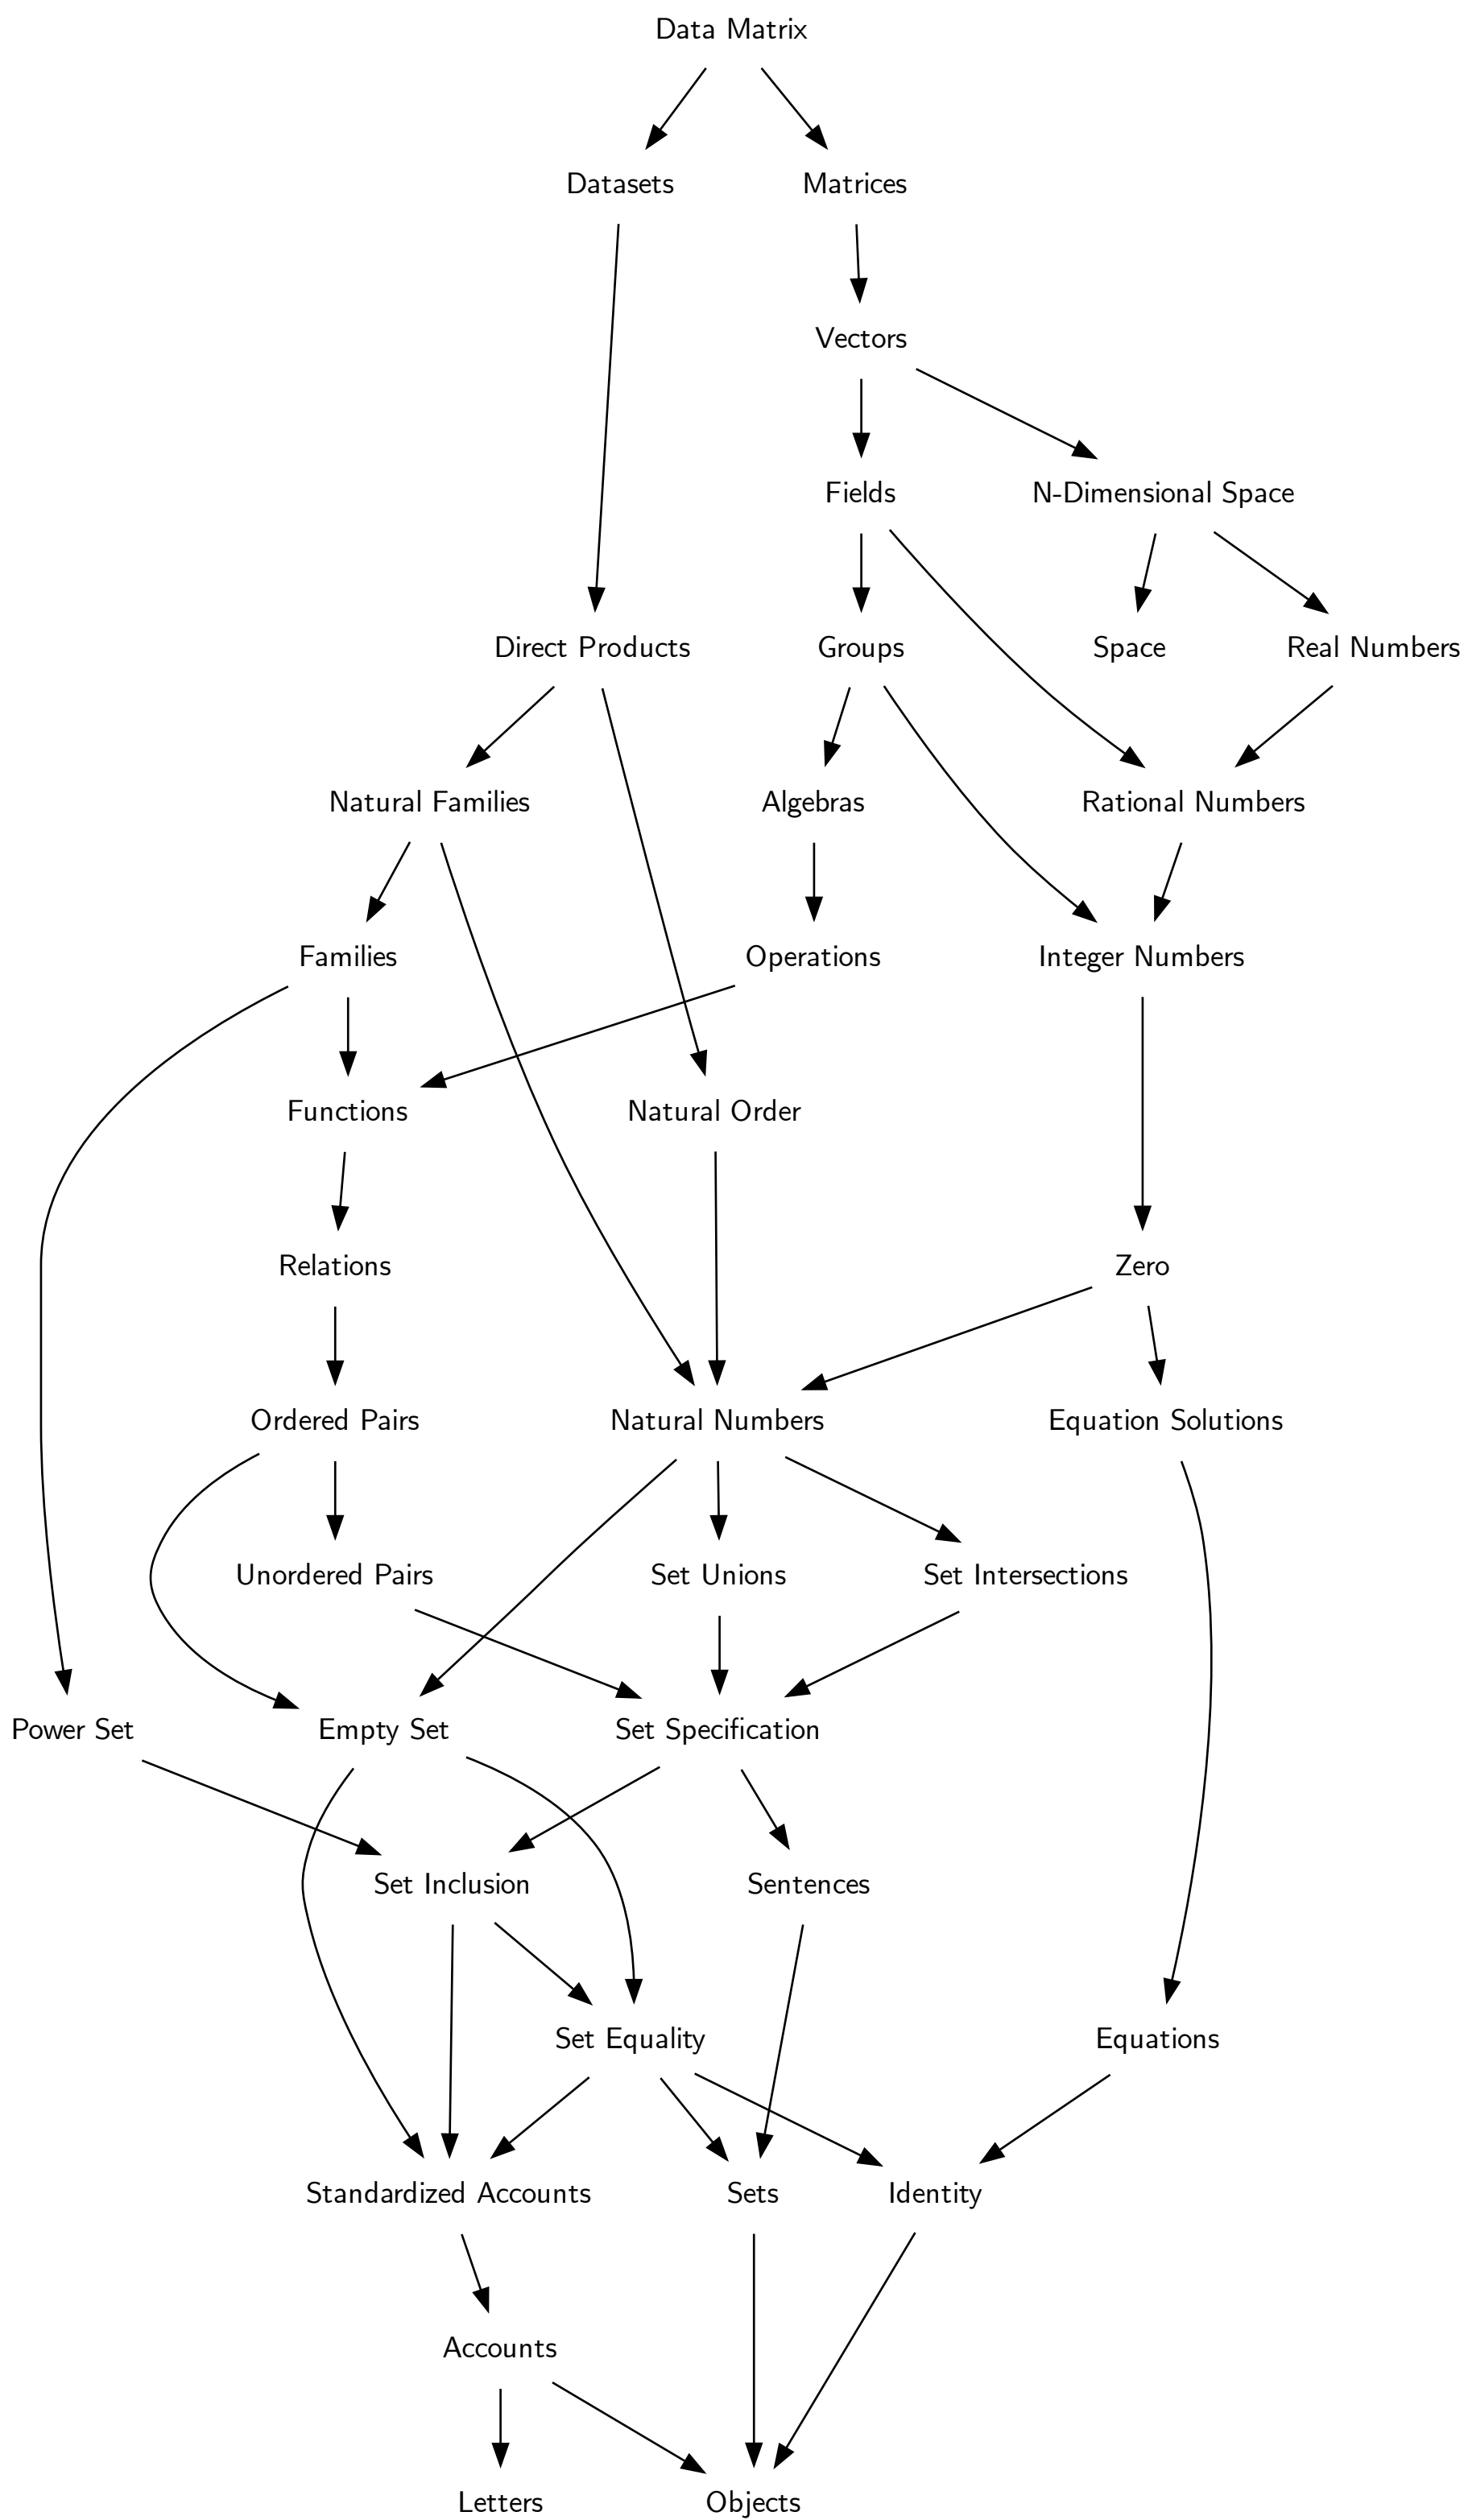 Data Matrix
Datasets
Matrices
Vectors
Fields
N-Dimensional Space
Direct Products
Groups
Space
Real Numbers
Natural Families
Algebras
Rational Numbers
Families
Operations
Integer Numbers
Functions
Natural Order
Relations
Zero
Ordered Pairs
Natural Numbers
Equation Solutions
Unordered Pairs
Set Unions
Set Intersections
Power Set
Empty Set
Set Specification
Set Inclusion
Sentences
Set Equality
Equations
Standardized Accounts
Sets
Identity
Accounts
Letters
Objects